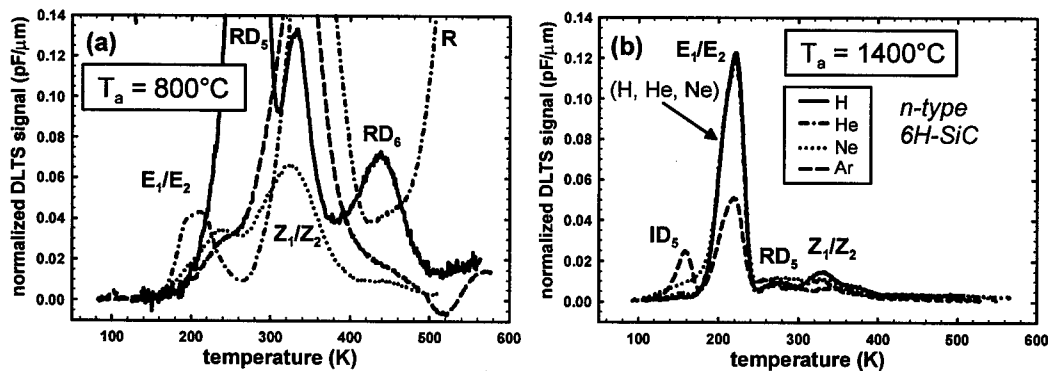 (a)
T_a = 800°C
RD5
R
RD6
E1/E2
Z1/Z2
normalized DLTS signal (pF/μm)
0.14
0.12
0.10
0.08
0.06
0.04
0.02
0.00
100 200 300 400 500 600
temperature (K)
(b)
E1/E2
T_a = 1400°C
(H, He, Ne)
H
He
Ne
Ar
n-type
6H-SiC
ID5
RD5
Z1/Z2
normalized DLTS signal (pF/μm)
0.14
0.12
0.10
0.08
0.06
0.04
0.02
0.00
100 200 300 400 500 600
temperature (K)